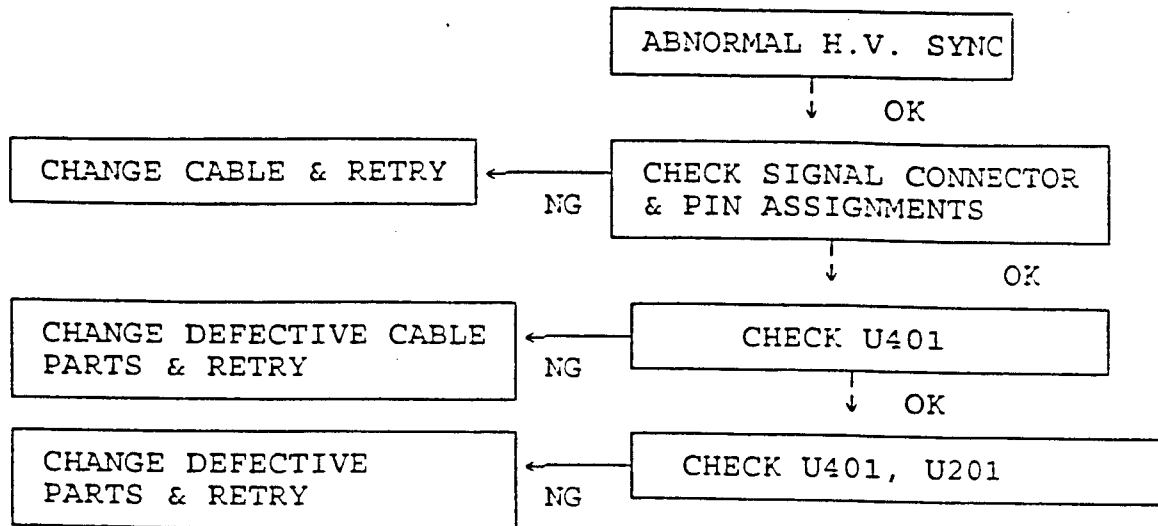 ABNORMAL H.V. SYNC
OK
CHANGE CABLE & RETRY
NG
CHECK SIGNAL CONNECTOR
& PIN ASSIGNMENTS
OK
CHANGE DEFECTIVE CABLE
PARTS & RETRY
NG
CHECK U401
OK
CHANGE DEFECTIVE
PARTS & RETRY
NG
CHECK U401, U201